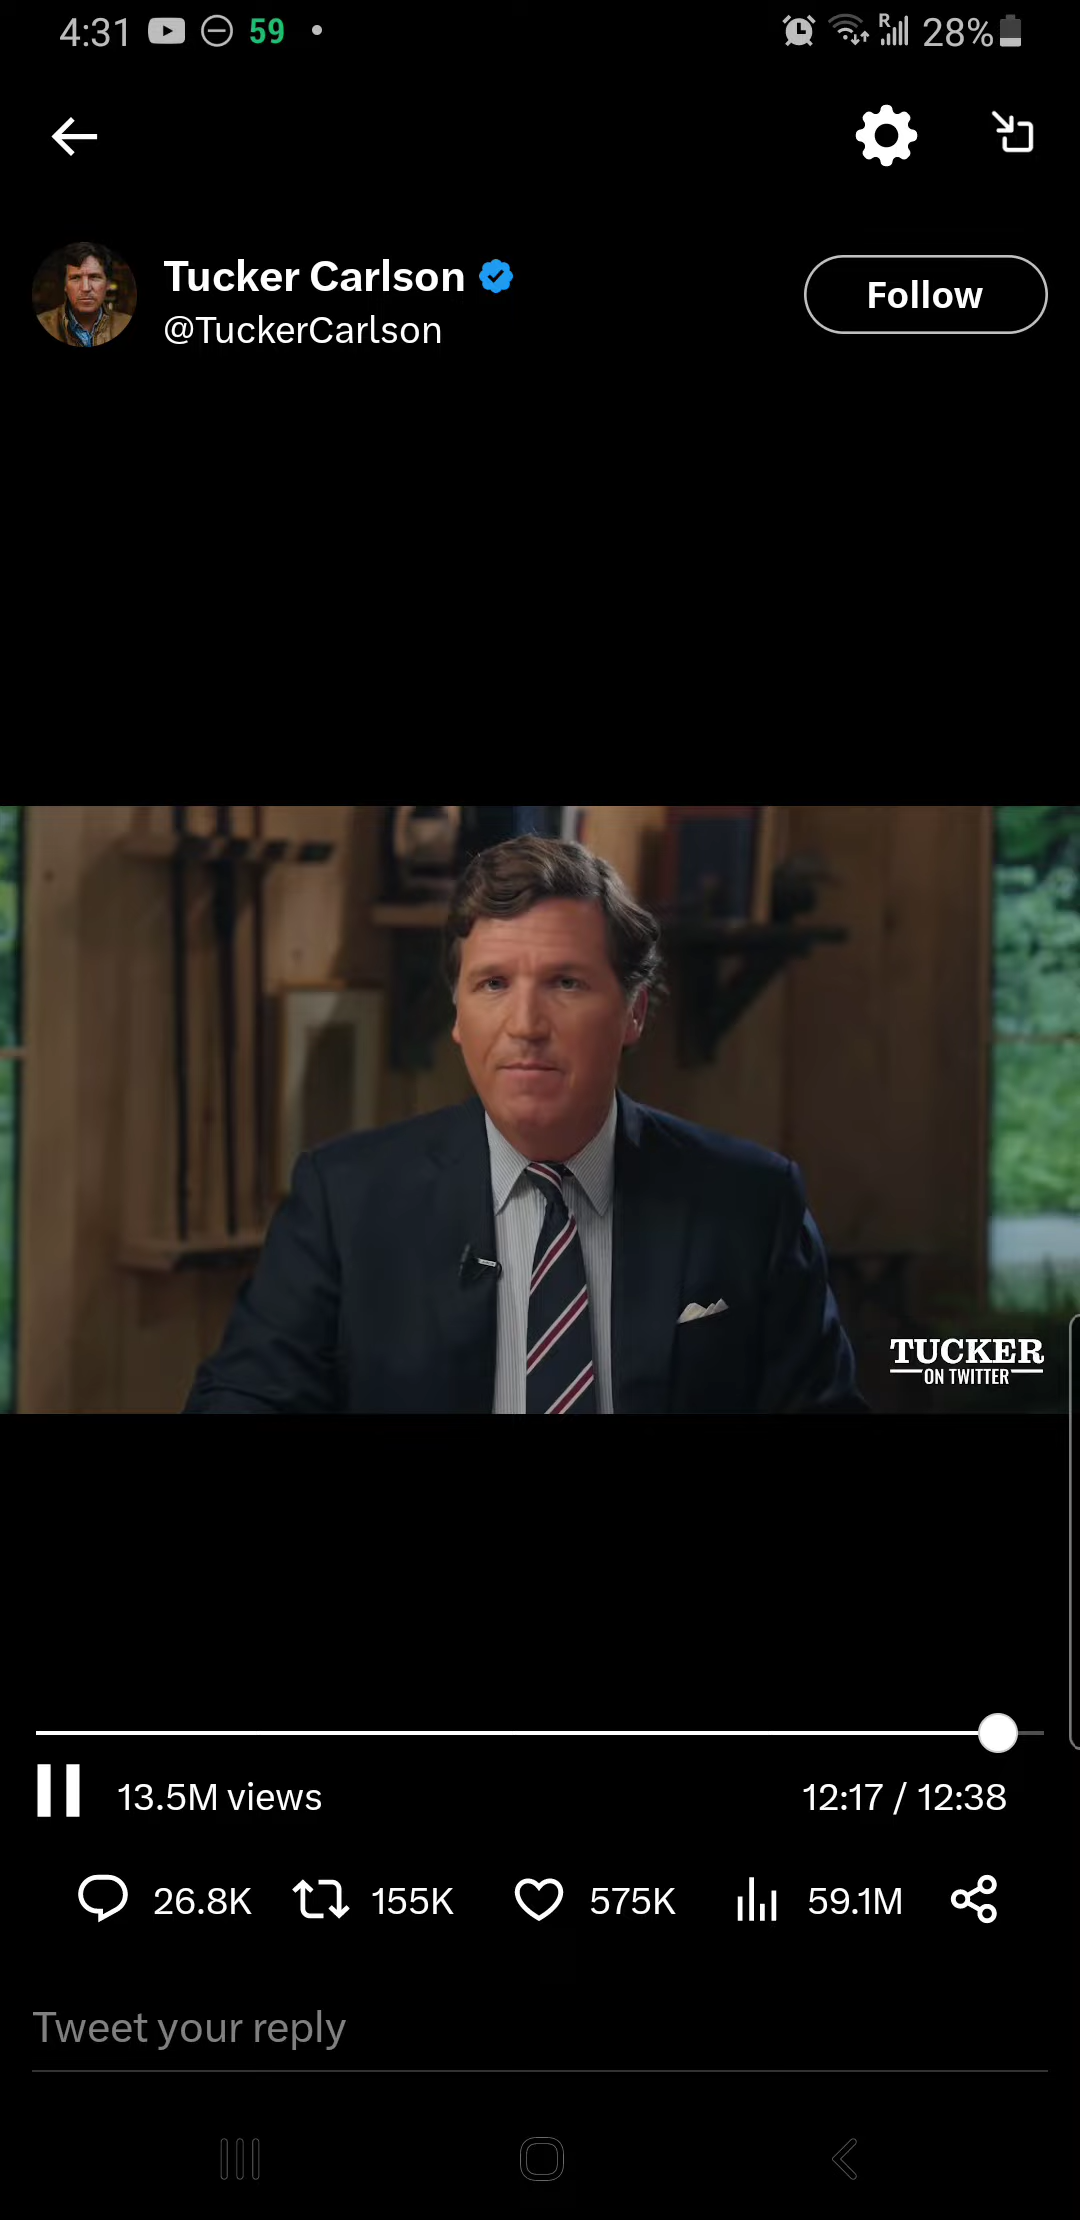 4:31 59 R 28%
Tucker Carlson
@TuckerCarlson
Follow
TUCKER
ON TWITTER
13.5M views 12:17 / 12:38
26.8K 155K 575K 59.1M
Tweet your reply